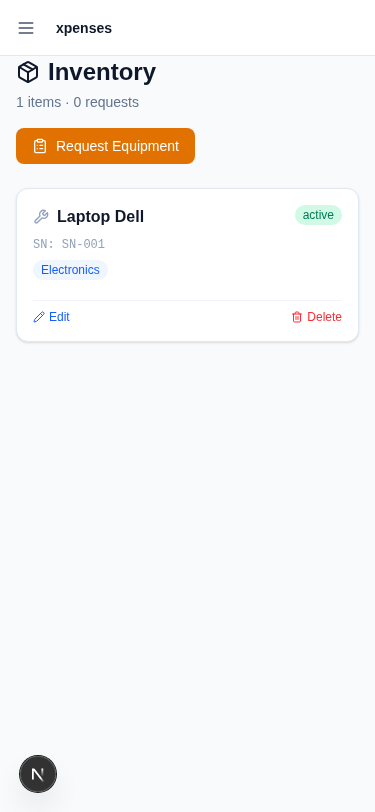 xpenses
Inventory
1 items · 0 requests
Request Equipment
Laptop Dell
active
SN: SN-001
Electronics
Edit
Delete
N